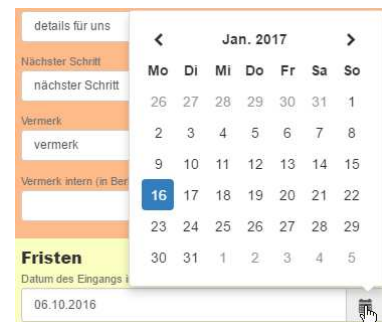 details für uns
Nächster Schritt
nächster Schritt
Vermerk
vermerk
Vermerk intern (in Ber
Jan. 2017
Mo Di Mi Do Fr Sa So
26 27 28 29 30 31 1
2 3 4 5 6 7 8
9 10 11 12 13 14 15
16 17 18 19 20 21 22
23 24 25 26 27 28 29
30 31 1 2 3 4 5
Fristen
Datum des Eingangs i
06.10.2016